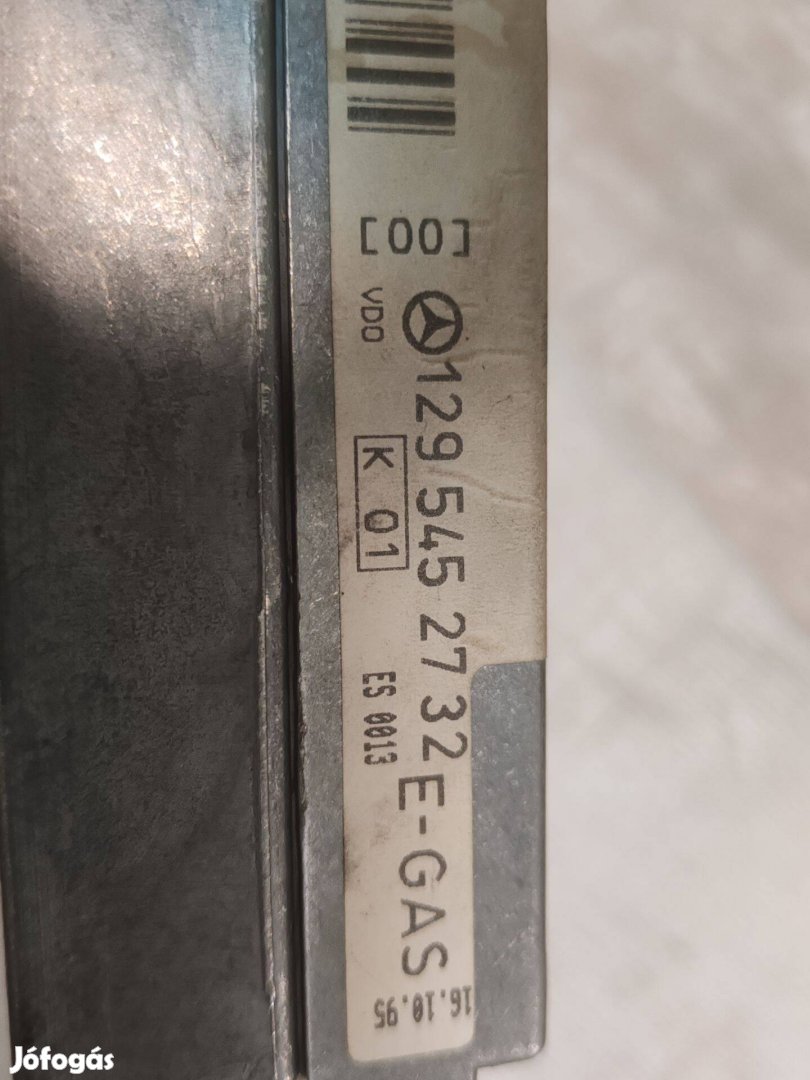 [00]
VDO
129 545 27 32 E-GAS
K 01
ES 0013
16.10.95
Jófogás